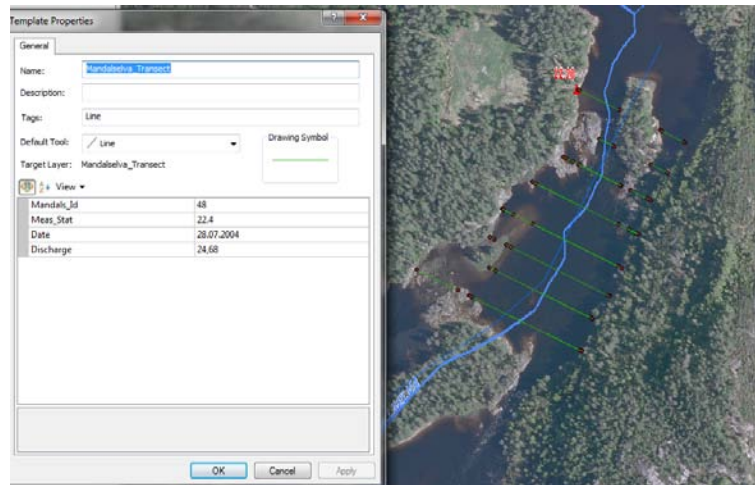 Template Properties
General
Name: Mandalselva_Transect
Description:
Tags: Line
Default Tool: Line
Drawing Symbol
Target Layer: Mandalselva_Transect
View
Mandals_Id 48
Meas_Stat 22.4
Date 28.07.2004
Discharge 24,68
OK Cancel Apply